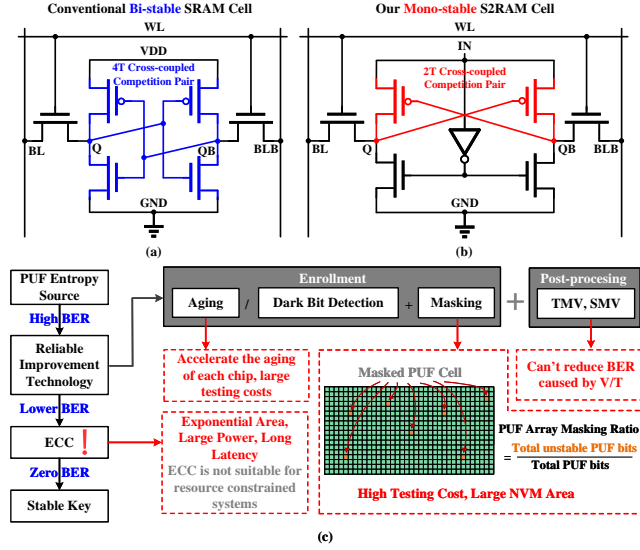 Conventional Bi-stable SRAM Cell
WL
VDD
4T Cross-coupled
Competition Pair
BL
Q
QB
BLB
GND
(a)
Our Mono-stable S2RAM Cell
WL
IN
2T Cross-coupled
Competition Pair
BL
Q
QB
BLB
GND
(b)
PUF Entropy
Source
High BER
Reliable
Improvement
Technology
Lower BER
ECC !
Zero BER
Stable Key
Enrollment
Aging / Dark Bit Detection + Masking
+
Post-procesing
TMV, SMV
Accelerate the aging
of each chip, large
testing costs
Exponential Area,
Large Power, Long
Latency
ECC is not suitable for
resource constrained
systems
Masked PUF Cell
PUF Array Masking Ratio
= Total unstable PUF bits
Total PUF bits
High Testing Cost, Large NVM Area
Can't reduce BER
caused by V/T
(c)